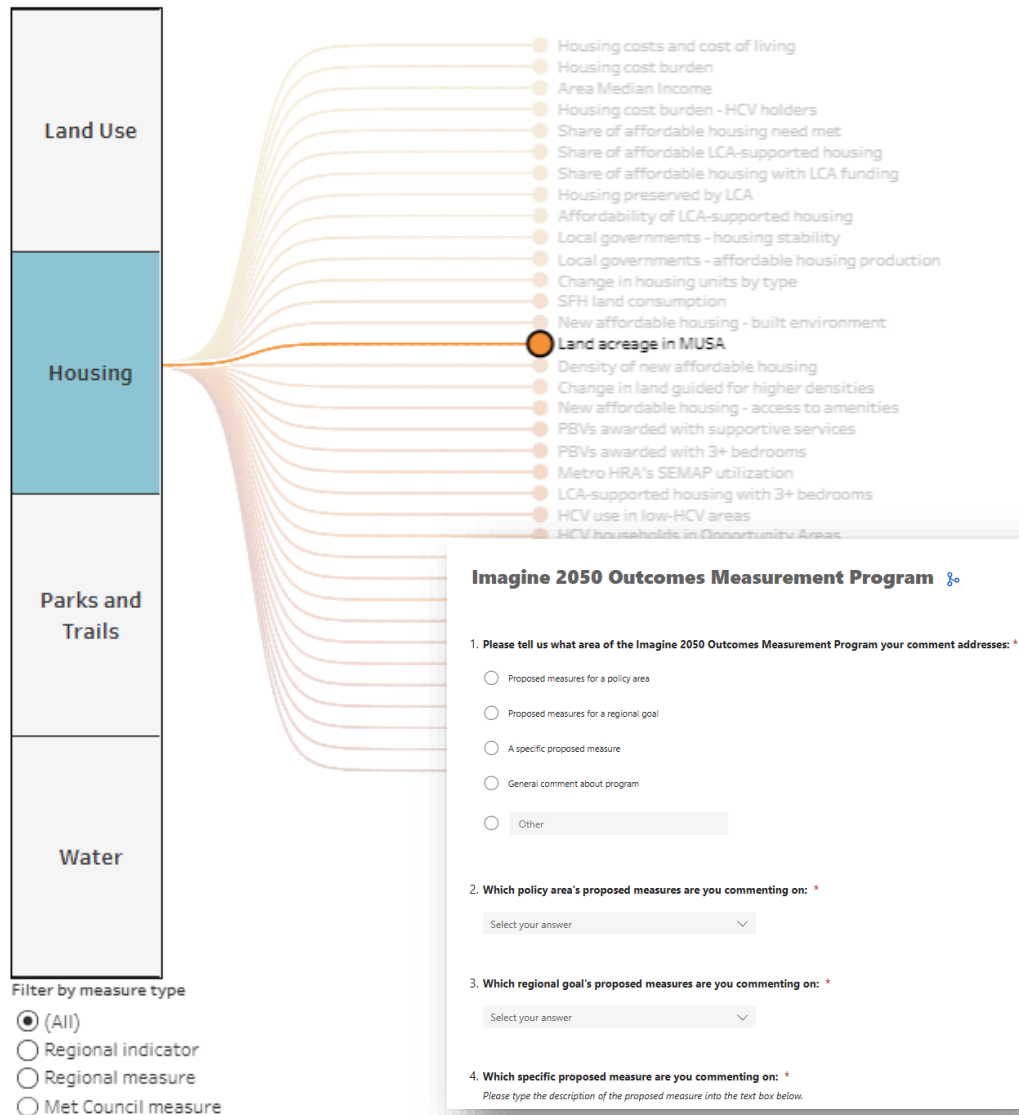 Land Use
Housing
Parks and
Trails
Water
Housing costs and cost of living
Housing cost burden
Area Median Income
Housing cost burden - HCV holders
Share of affordable housing need met
Share of affordable LCA-supported housing
Share of affordable housing with LCA funding
Housing preserved by LCA
Affordability of LCA-supported housing
Local governments - housing stability
Local governments - affordable housing production
Change in housing units by type
SFH land consumption
New affordable housing - built environment
Land acreage in MUSA
Density of new affordable housing
Change in land guided for higher densities
New affordable housing - access to amenities
PBVs awarded with supportive services
PBVs awarded with 3+ bedrooms
Metro HRA's SEMAP utilization
LCA-supported housing with 3+ bedrooms
HCV use in low-HCV areas
HCV households in Opportunity Areas
Filter by measure type
(All)
Regional indicator
Regional measure
Met Council measure
Imagine 2050 Outcomes Measurement Program
1. Please tell us what area of the Imagine 2050 Outcomes Measurement Program your comment addresses: *
Proposed measures for a policy area
Proposed measures for a regional goal
A specific proposed measure
General comment about program
Other
2. Which policy area's proposed measures are you commenting on: *
Select your answer
3. Which regional goal's proposed measures are you commenting on: *
Select your answer
4. Which specific proposed measure are you commenting on: *
Please type the description of the proposed measure into the text box below.